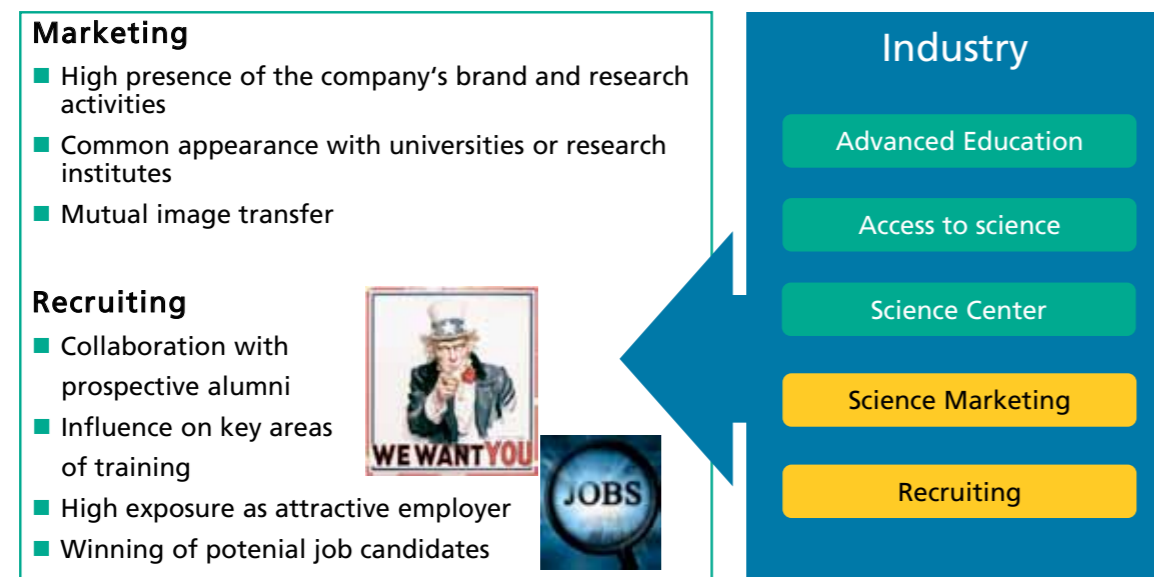 Marketing
High presence of the company's brand and research
activities
Common appearance with universities or research
institutes
Mutual image transfer
Recruiting
Collaboration with
prospective alumni
Influence on key areas
of training
High exposure as attractive employer
Winning of potenial job candidates
WE WANT YOU
JOBS
Industry
Advanced Education
Access to science
Science Center
Science Marketing
Recruiting